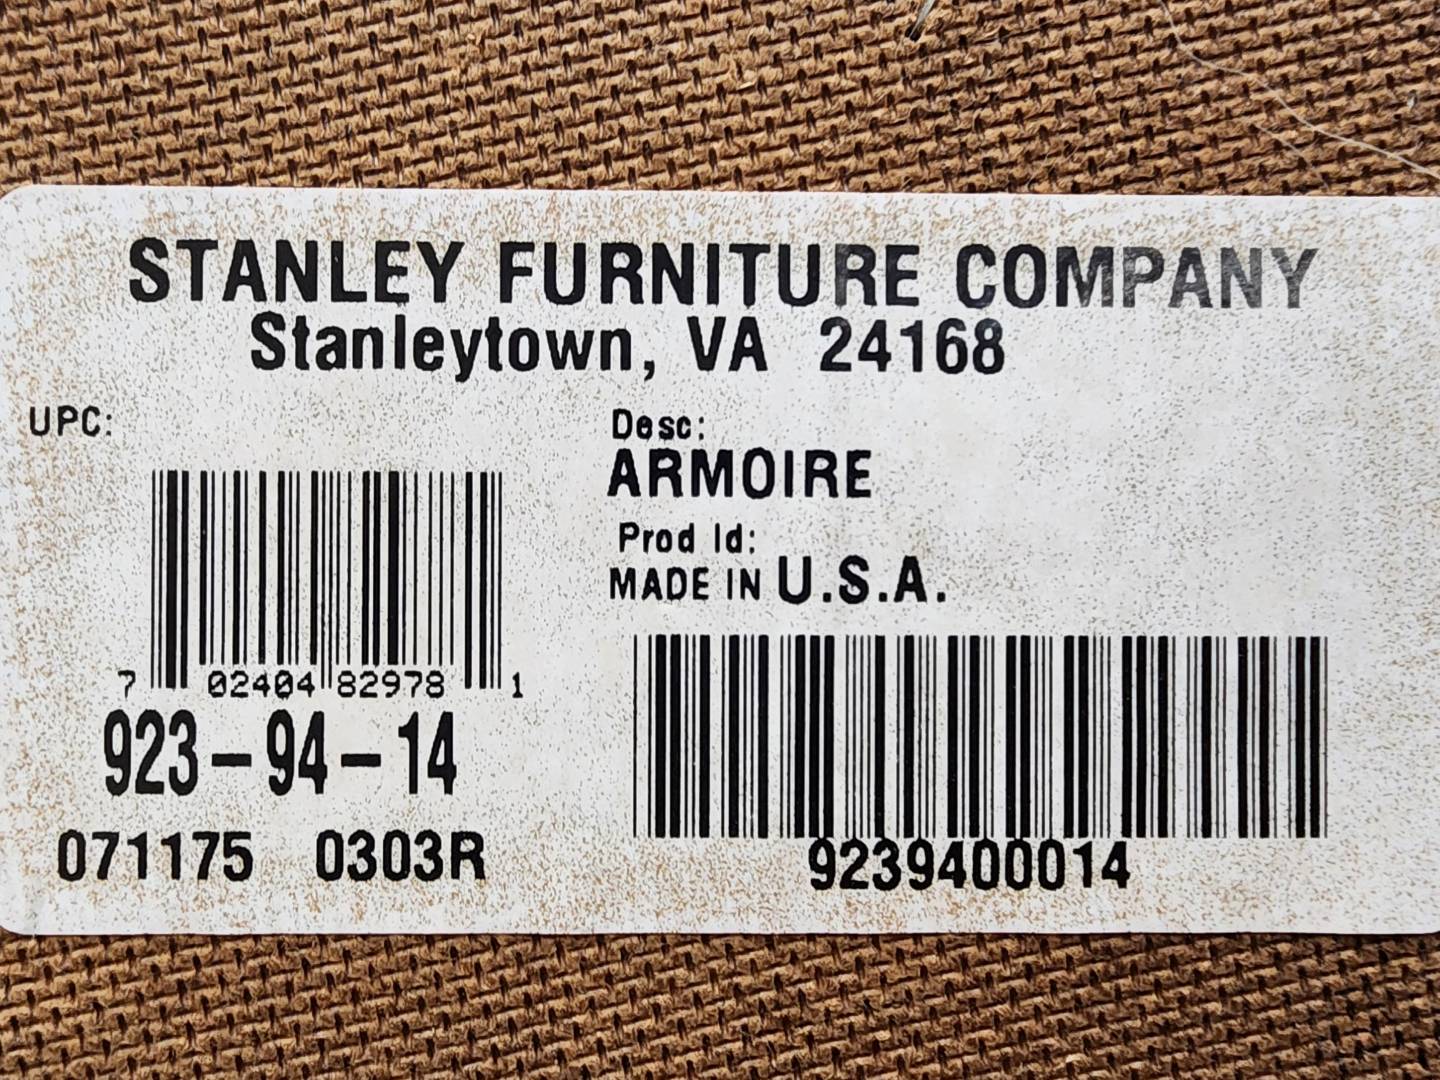 STANLEY FURNITURE COMPANY
Stanleytown, VA 24168
UPC:
Desc:
ARMOIRE
Prod Id:
MADE IN U.S.A.
7 02404 82978 1
923-94-14
071175 0303R
9239400014